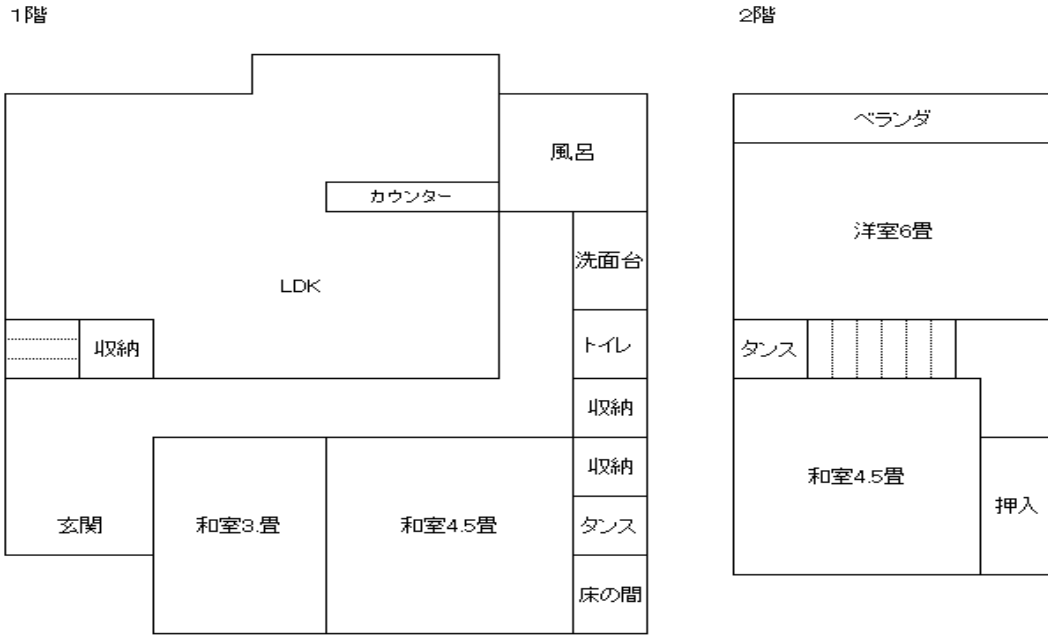 1階
2階
ベランダ
風呂
カウンター
洋室6畳
洗面台
LDK
収納
トイレ
タンス
収納
収納
和室4.5畳
玄関
和室3.畳
和室4.5畳
タンス
押入
床の間